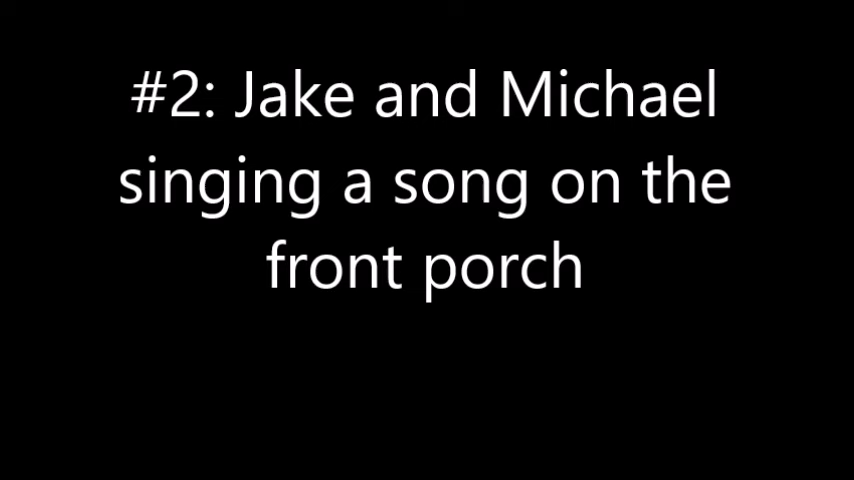 #2: Jake and Michael
singing a song on the
front porch